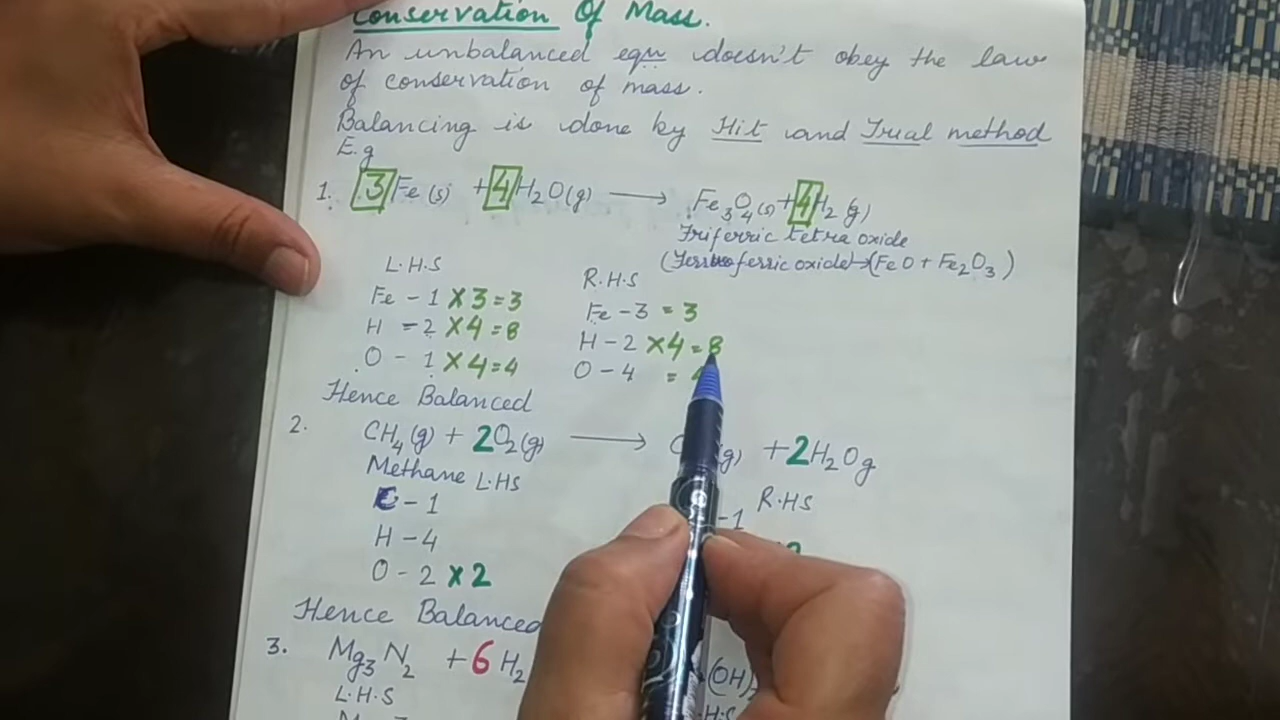 Conservation Of Mass.
An unbalanced eqn doesn't obey the law
of conservation of mass.
Balancing is done by Hit and Trial method
E.g
1. 3Fe (s) + 4H2O(g) ⟶ Fe3O4(s) + 4H2(g)
Triferric tetra oxide
ferric oxide)→(FeO + Fe2O3)
L.H.S R.H.S
Fe - 1 ×3=3 Fe - 3 = 3
H = 2 ×4 =8 H - 2 ×4=8
O - 1 ×4=4 O - 4 = 4
Hence Balanced
2. CH4(g) + 2O2(g) ⟶ C (g) + 2H2Og
Methane L.HS R.HS
C - 1 -1
H - 4
O - 2 ×2
Hence Balanced
3. Mg3N2 + 6H2 (OH)
L.H.S H.S